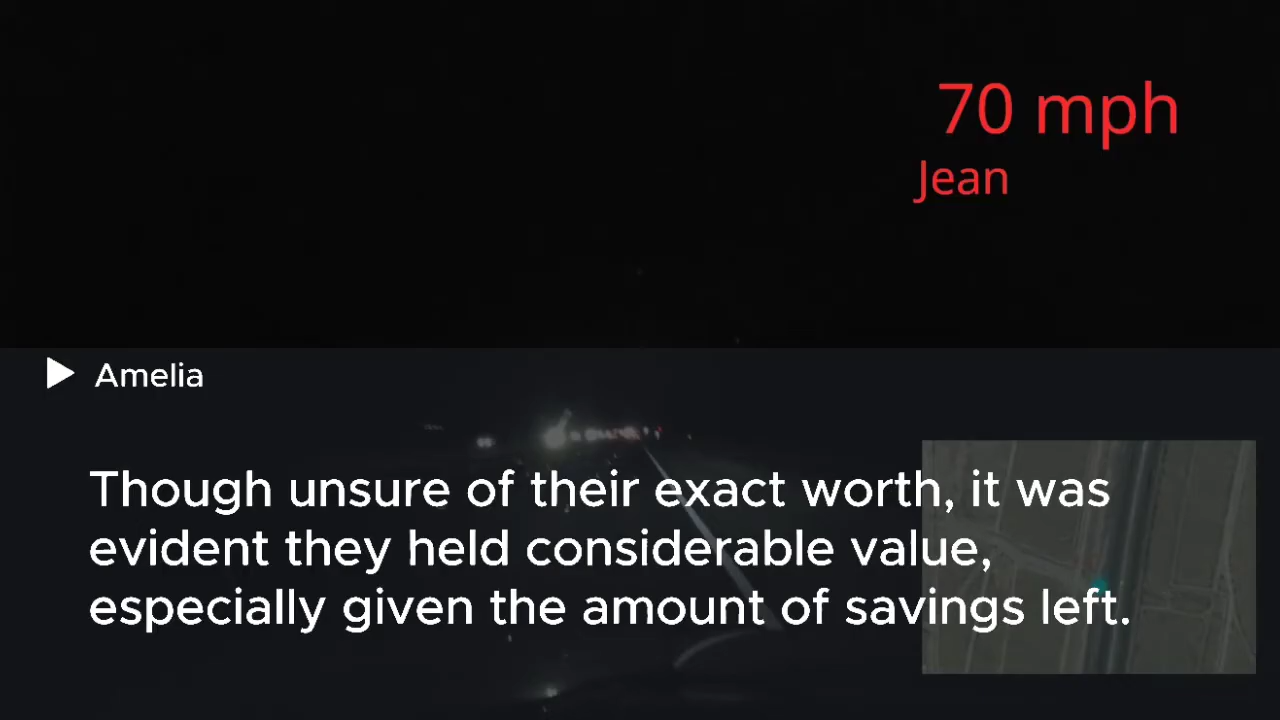 70 mph
Jean
Amelia
Though unsure of their exact worth, it was
evident they held considerable value,
especially given the amount of savings left.